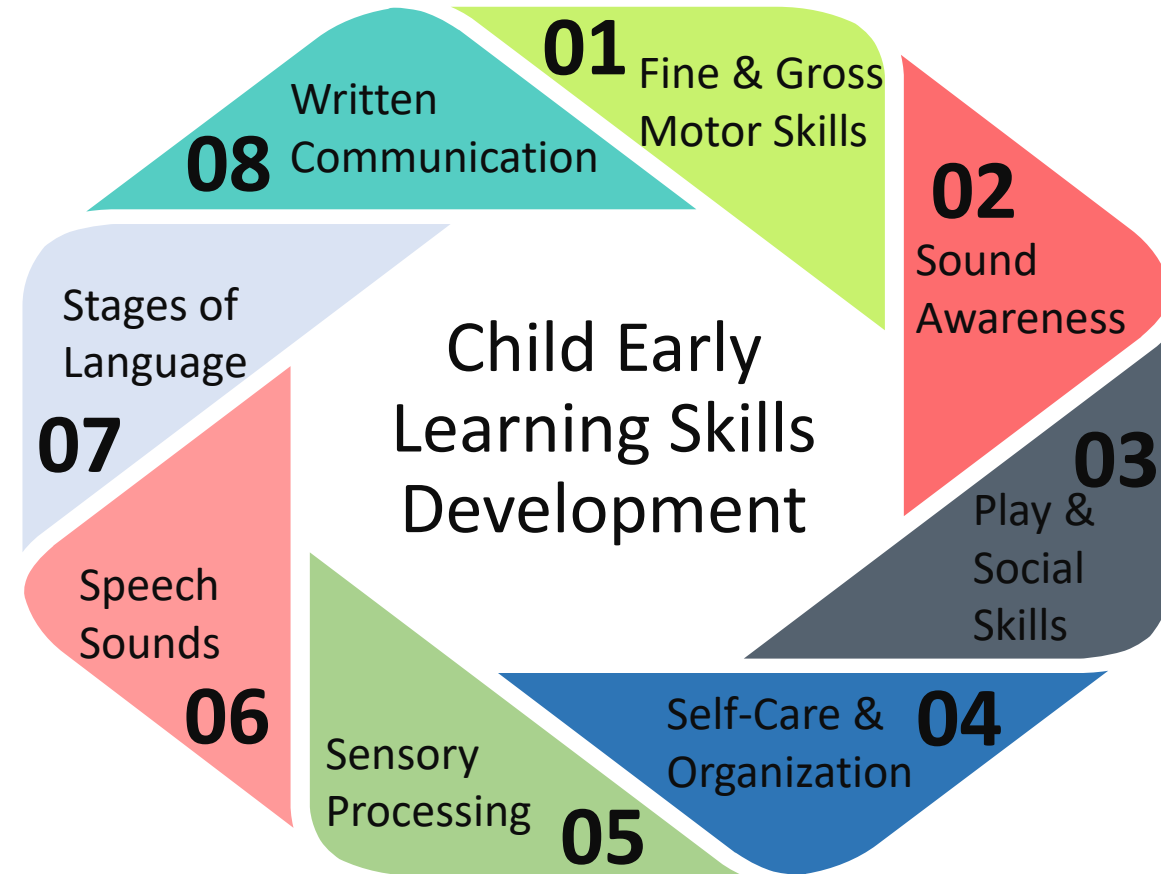 Child Early
Learning Skills
Development
01
Fine & Gross
Motor Skills
02
Sound
Awareness
03
Play &
Social
Skills
04
Self-Care &
Organization
05
Sensory
Processing
06
Speech
Sounds
07
Stages of
Language
08
Written
Communication